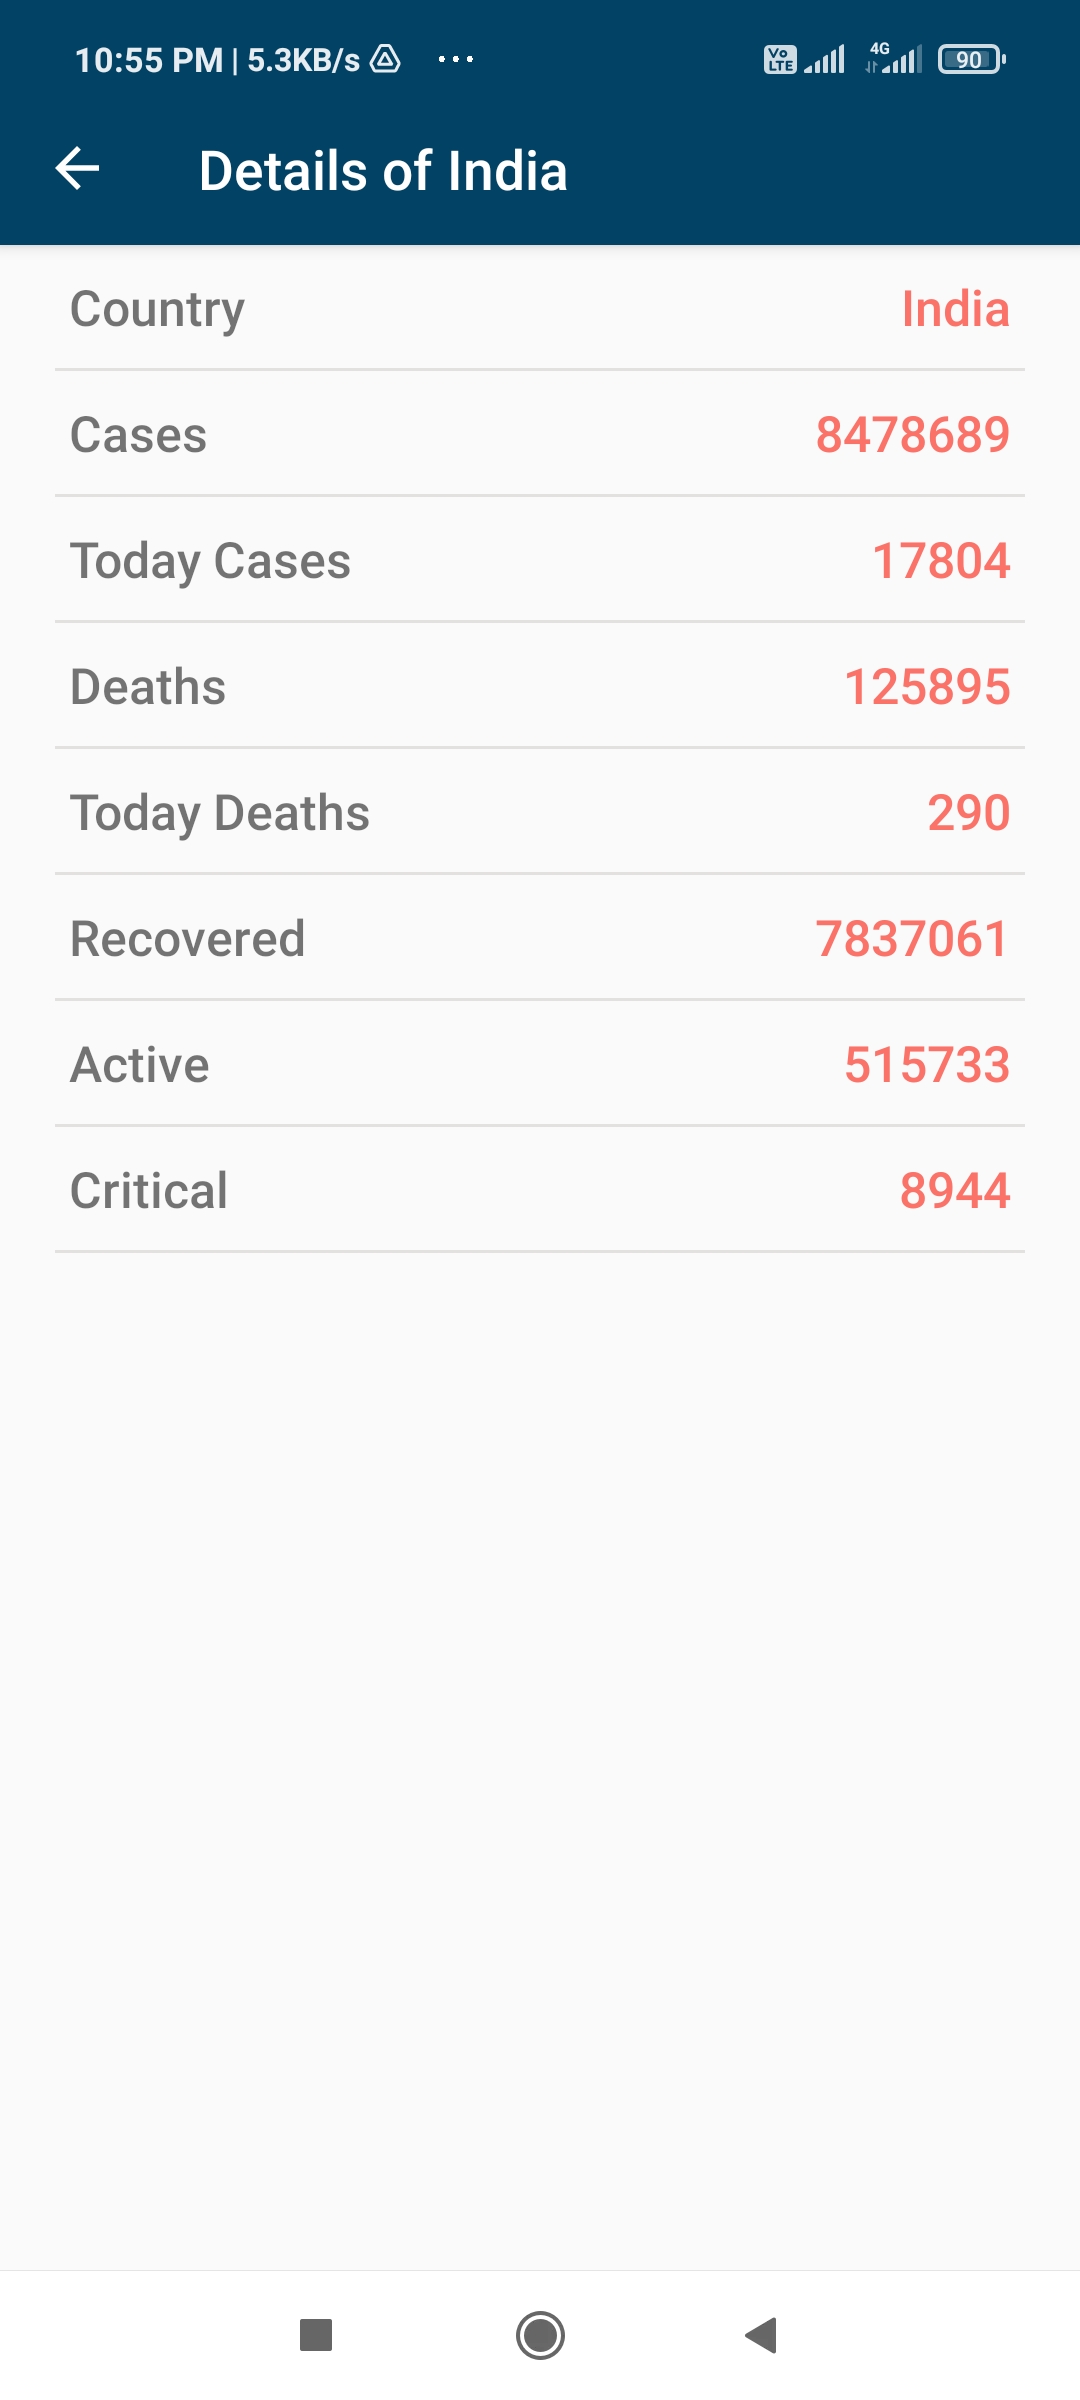 10:55 PM | 5.3KB/s ... Vo LTE 4G 90
Details of India
Country India
Cases 8478689
Today Cases 17804
Deaths 125895
Today Deaths 290
Recovered 7837061
Active 515733
Critical 8944